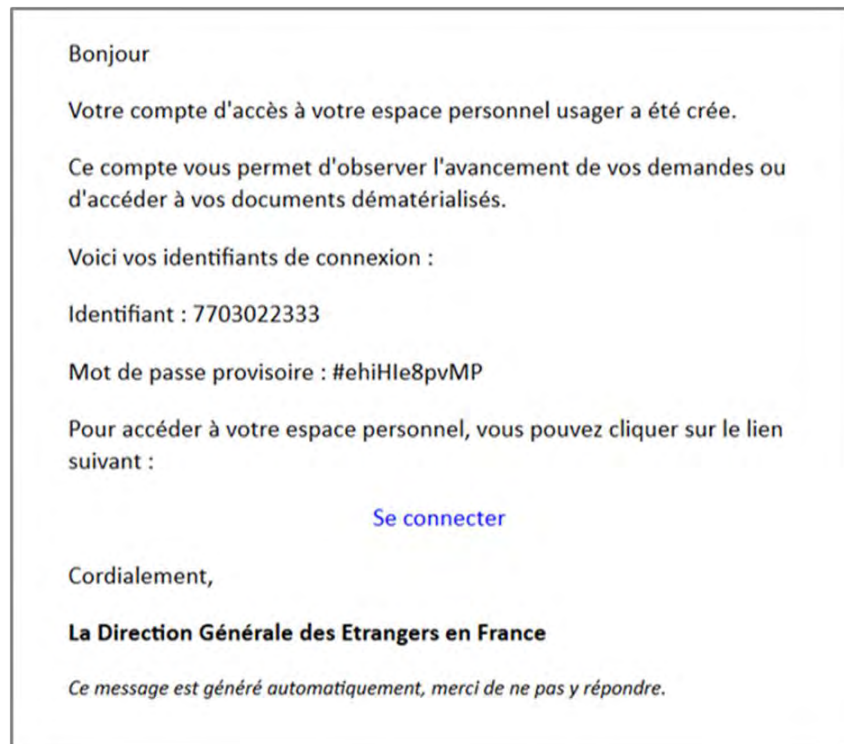 Bonjour
Votre compte d'accès à votre espace personnel usager a été crée.
Ce compte vous permet d'observer l'avancement de vos demandes ou
d'accéder à vos documents dématérialisés.
Voici vos identifiants de connexion :
Identifiant : 7703022333
Mot de passe provisoire : #ehiHIe8pvMP
Pour accéder à votre espace personnel, vous pouvez cliquer sur le lien
suivant :
Se connecter
Cordialement,
La Direction Générale des Etrangers en France
Ce message est généré automatiquement, merci de ne pas y répondre.